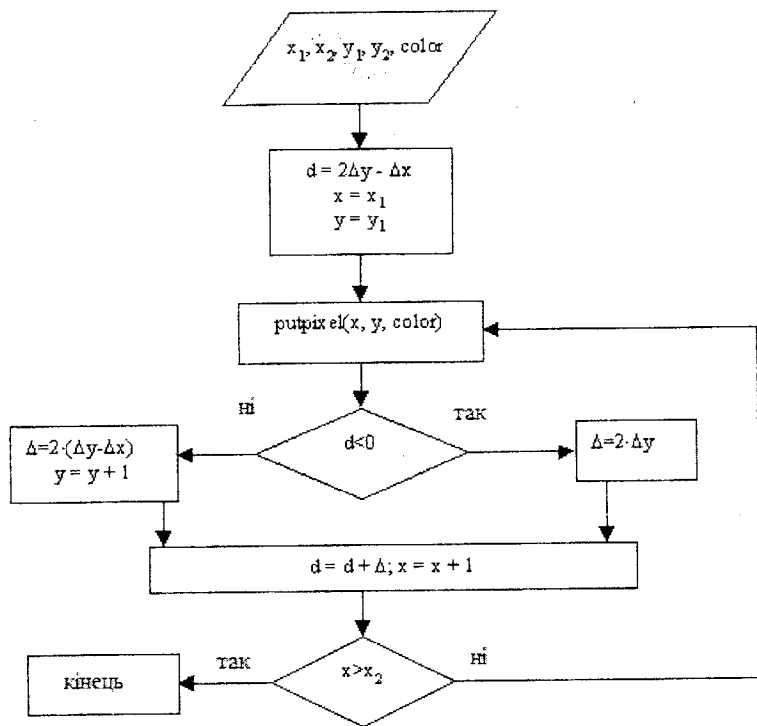 x₁, x₂, y₁, y₂, color
d = 2Δy - Δx
x = x₁
y = y₁
putpixel(x, y, color)
ні
так
d<0
Δ=2·(Δy-Δx)
y = y + 1
Δ=2·Δy
d = d + Δ; x = x + 1
так
ні
x>x₂
кінець